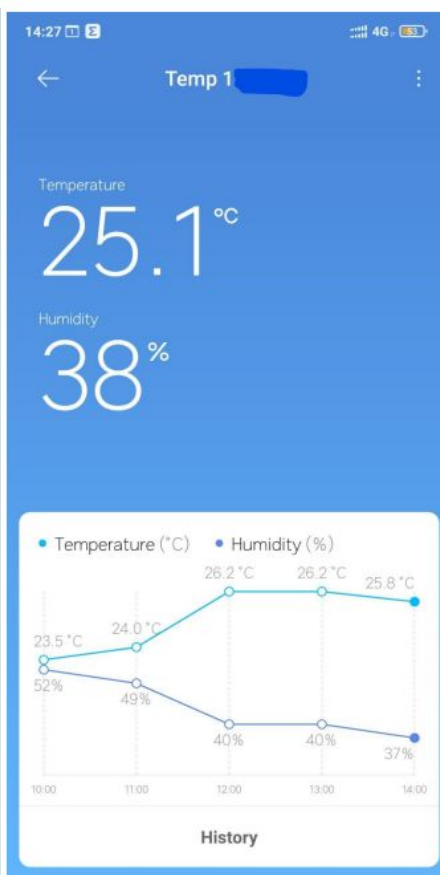 14:27 4G 53
Temp 1
Temperature
25.1°C
Humidity
38%
Temperature (°C) Humidity (%)
26.2 °C 26.2 °C 25.8 °C
23.5 °C 24.0 °C
52% 49% 40% 40% 37%
10:00 11:00 12:00 13:00 14:00
History